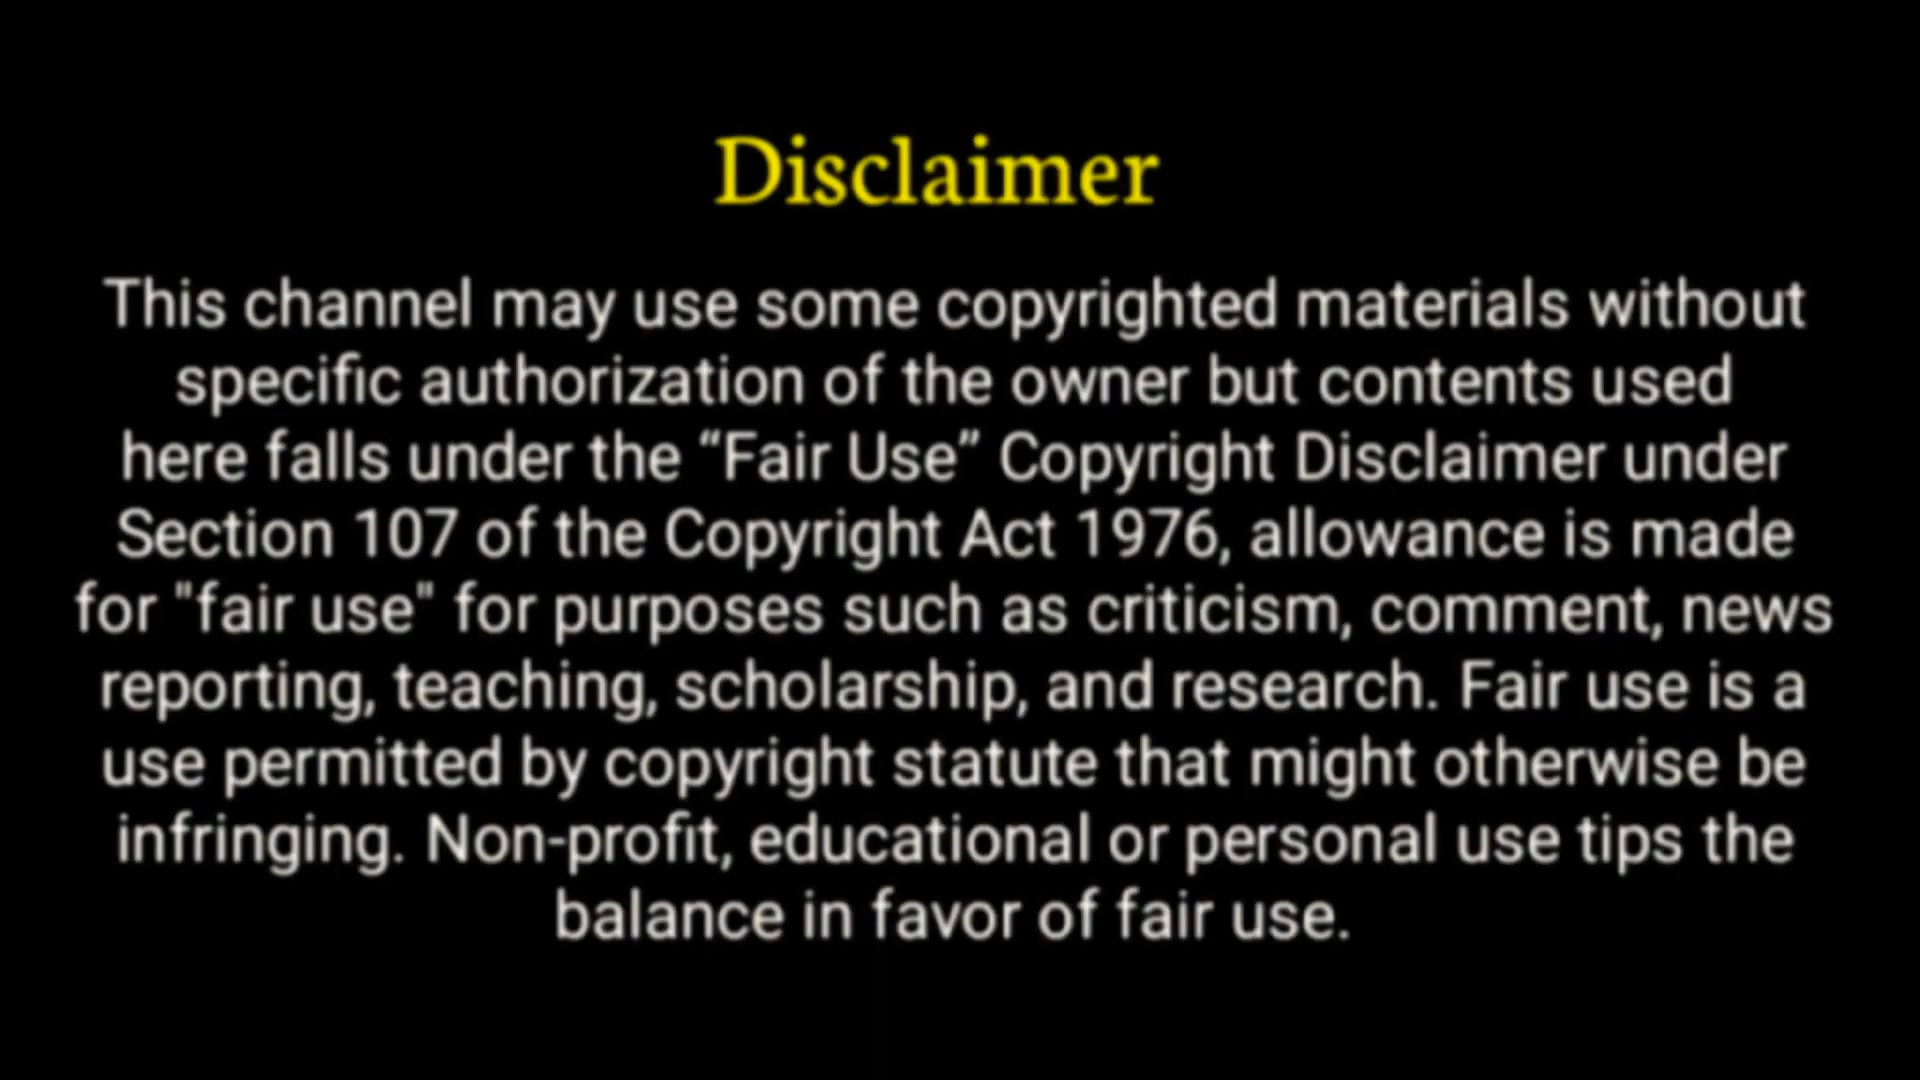 Disclaimer
This channel may use some copyrighted materials without
specific authorization of the owner but contents used
here falls under the “Fair Use” Copyright Disclaimer under
Section 107 of the Copyright Act 1976, allowance is made
for "fair use" for purposes such as criticism, comment, news
reporting, teaching, scholarship, and research. Fair use is a
use permitted by copyright statute that might otherwise be
infringing. Non-profit, educational or personal use tips the
balance in favor of fair use.